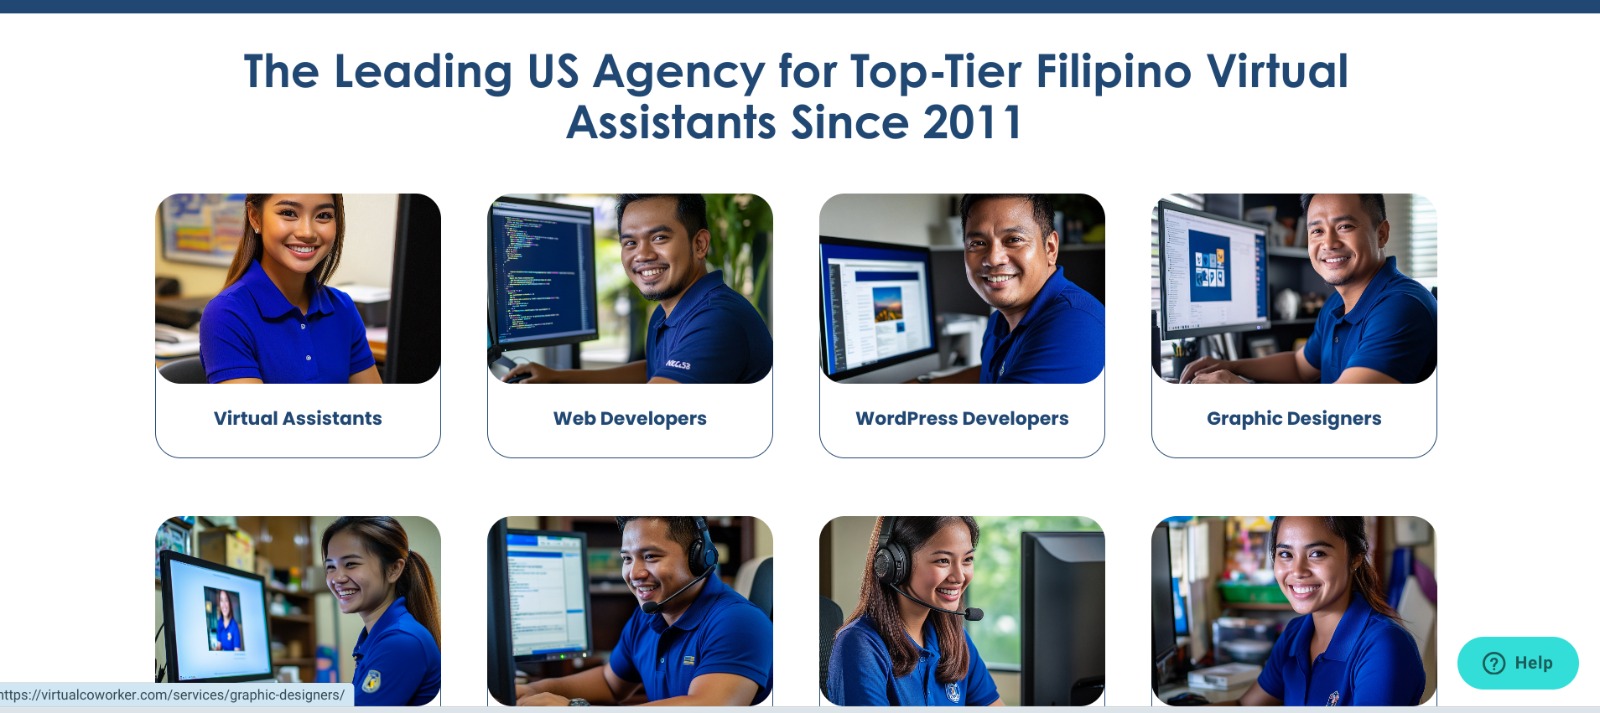 The Leading US Agency for Top-Tier Filipino Virtual
Assistants Since 2011
Virtual Assistants
Web Developers
WordPress Developers
Graphic Designers
Help
https://virtualcoworker.com/services/graphic-designers/